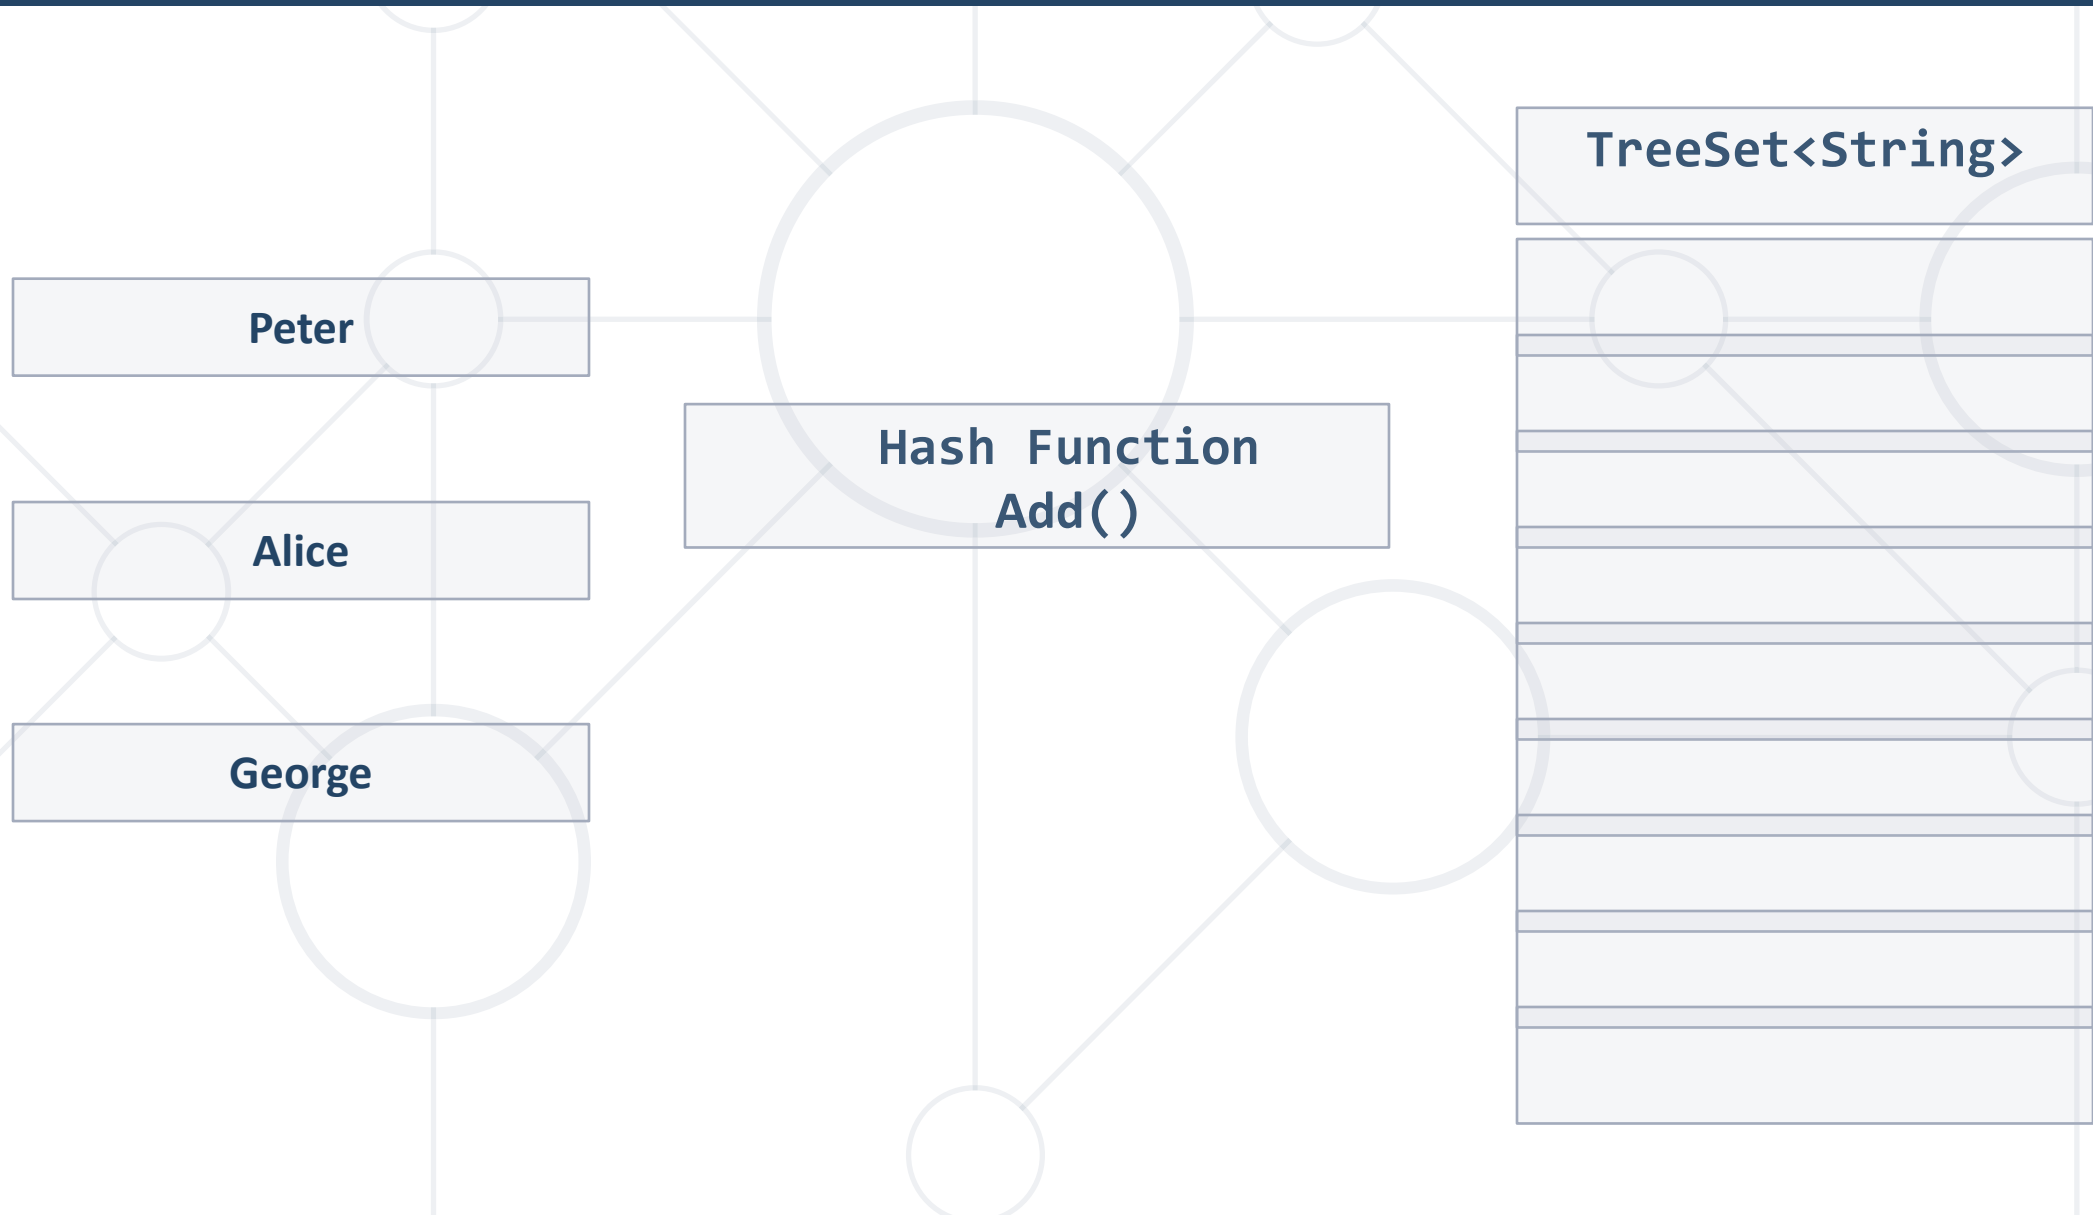 TreeSet<String>
Peter
Hash Function
Add()
Alice
George